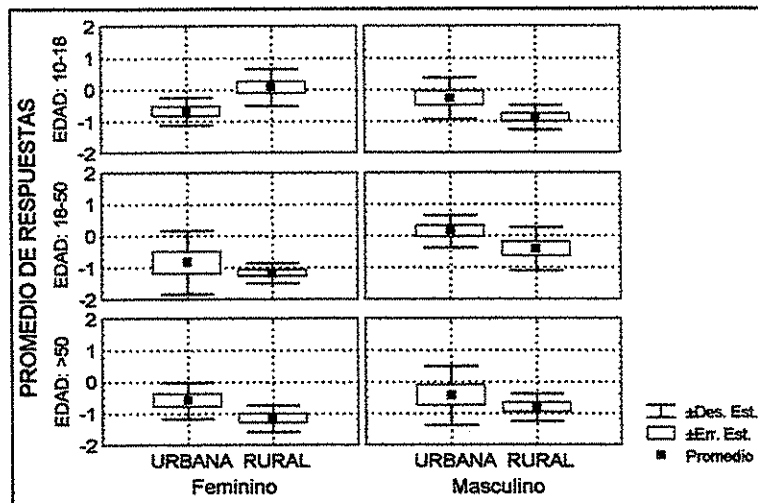 PROMEDIO DE RESPUESTAS
EDAD: 10-18
2
1
0
-1
-2
EDAD: 18-50
2
1
0
-1
-2
EDAD: >50
2
1
0
-1
-2
URBANA RURAL
Feminino
URBANA RURAL
Masculino
±Des. Est.
±Err. Est.
Promedio